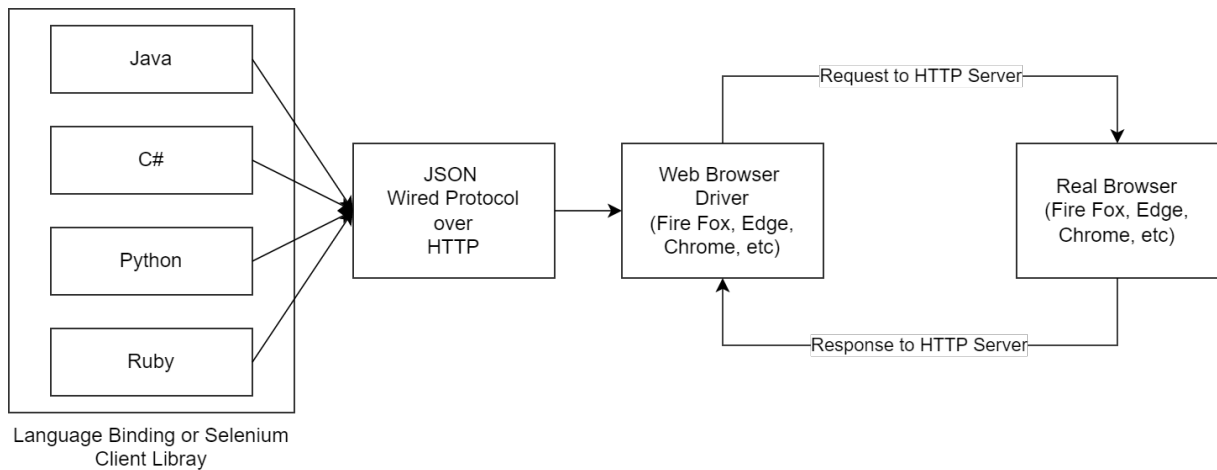 Java
C#
Python
Ruby
Language Binding or Selenium
Client Libray
JSON
Wired Protocol
over
HTTP
Web Browser
Driver
(Fire Fox, Edge,
Chrome, etc)
Request to HTTP Server
Real Browser
(Fire Fox, Edge,
Chrome, etc)
Response to HTTP Server